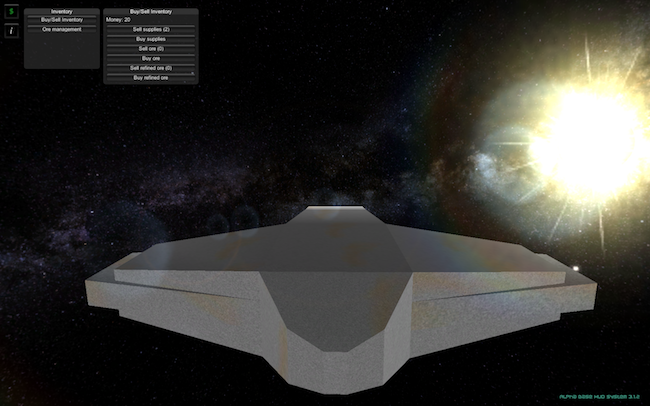 $
i
Inventory
Buy/Sell inventory
Ore management
Buy/Sell inventory
Money: 20
Sell supplies (2)
Buy supplies
Sell ore (0)
Buy ore
Sell refined ore (0)
Buy refined ore